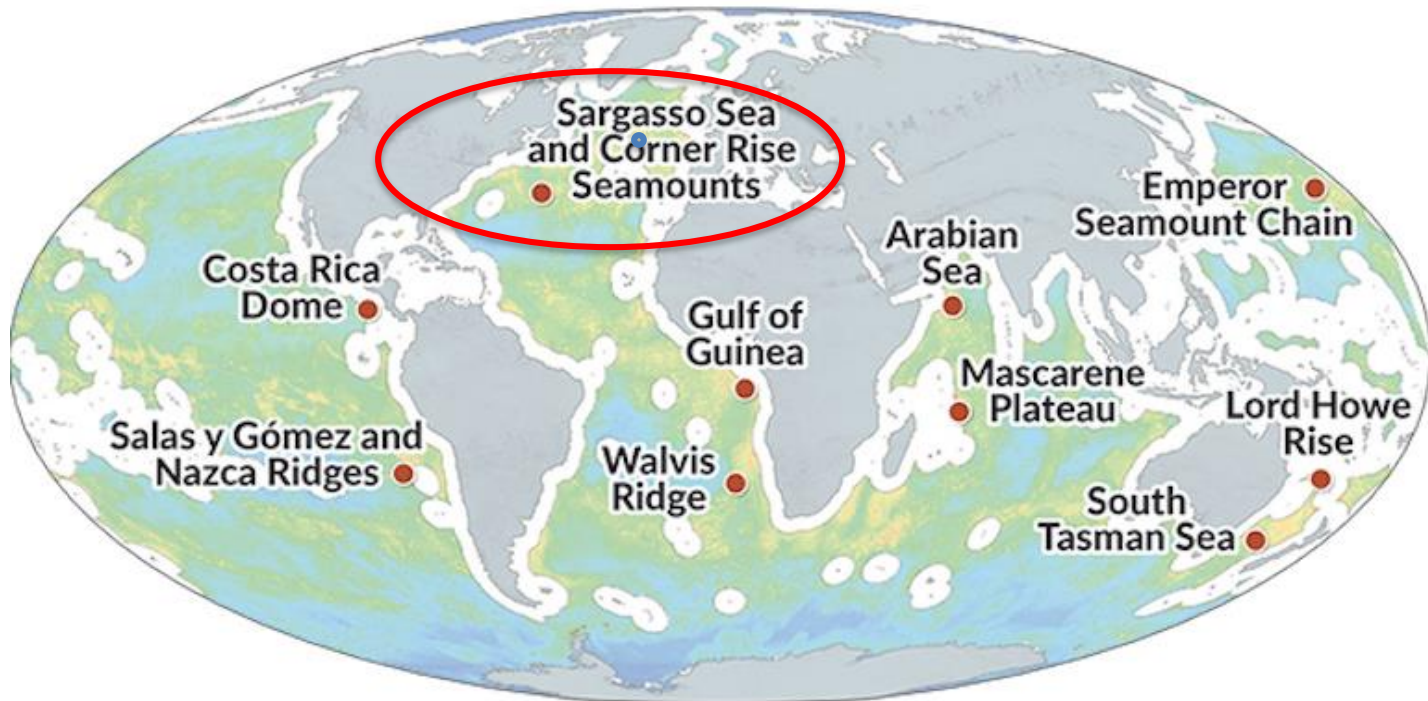 Sargasso Sea
and Corner Rise
Seamounts
Emperor
Seamount Chain
Arabian
Sea
Costa Rica
Dome
Gulf of
Guinea
Mascarene
Plateau
Lord Howe
Rise
Salas y Gómez and
Nazca Ridges
Walvis
Ridge
South
Tasman Sea